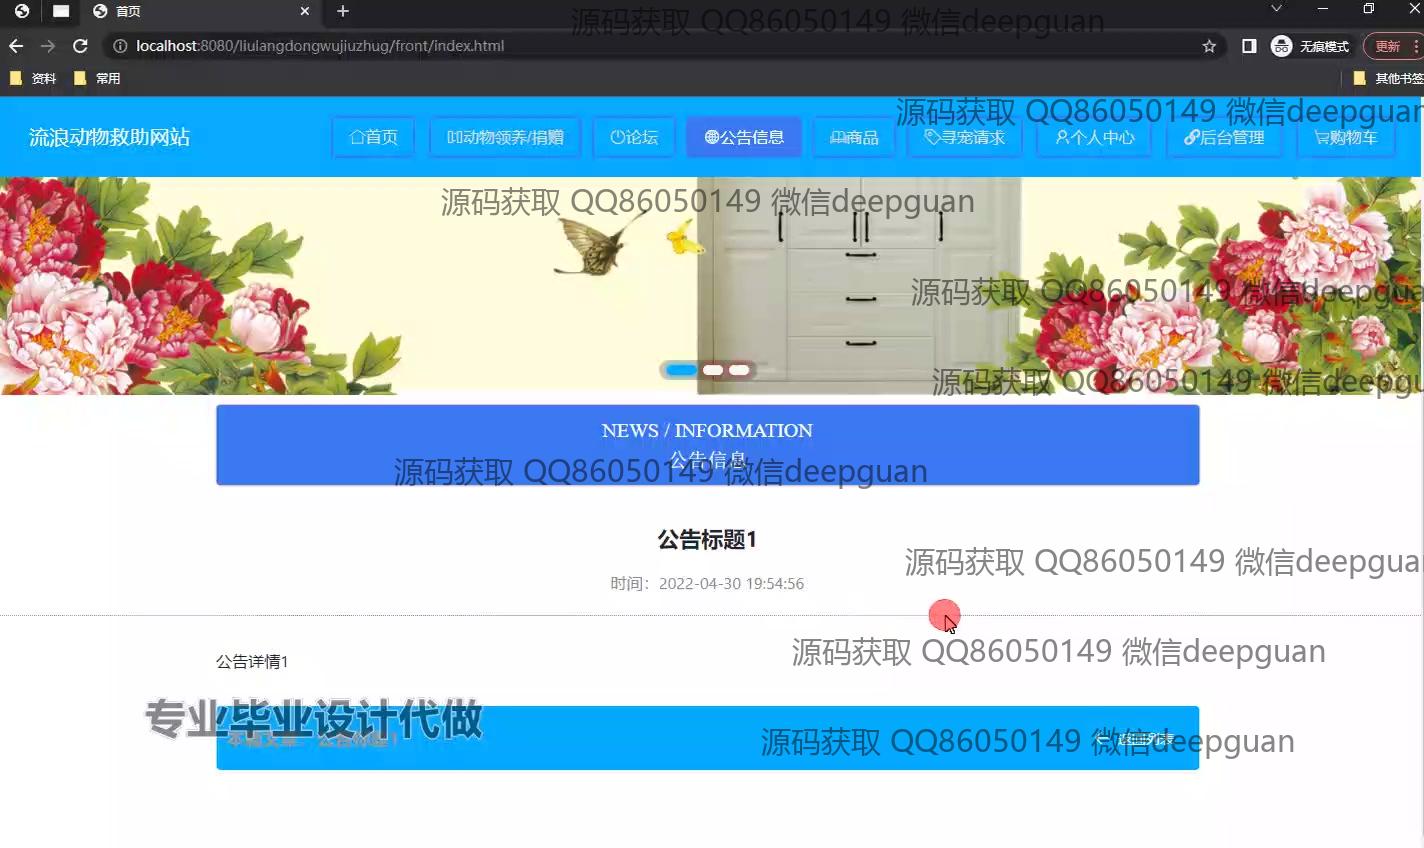 首页
源码获取 QQ86050149 微信deepguan
localhost:8080/liulangdongwujiuzhug/front/index.html
无痕模式
更新
资料
常用
其他书签
源码获取 QQ86050149 微信deepguan
流浪动物救助网站
首页
动物领养/捐赠
论坛
公告信息
商品
寻宠请求
个人中心
后台管理
购物车
源码获取 QQ86050149 微信deepguan
源码获取 QQ86050149 微信deepgua
源码获取 QQ86050149 微信deepgu
NEWS / INFORMATION
公告信息
源码获取 QQ86050149 微信deepguan
公告标题1
源码获取 QQ86050149 微信deepguan
时间：2022-04-30 19:54:56
源码获取 QQ86050149 微信deepguan
公告详情1
专业毕业设计代做
源码获取 QQ86050149 微信deepguan
返回列表